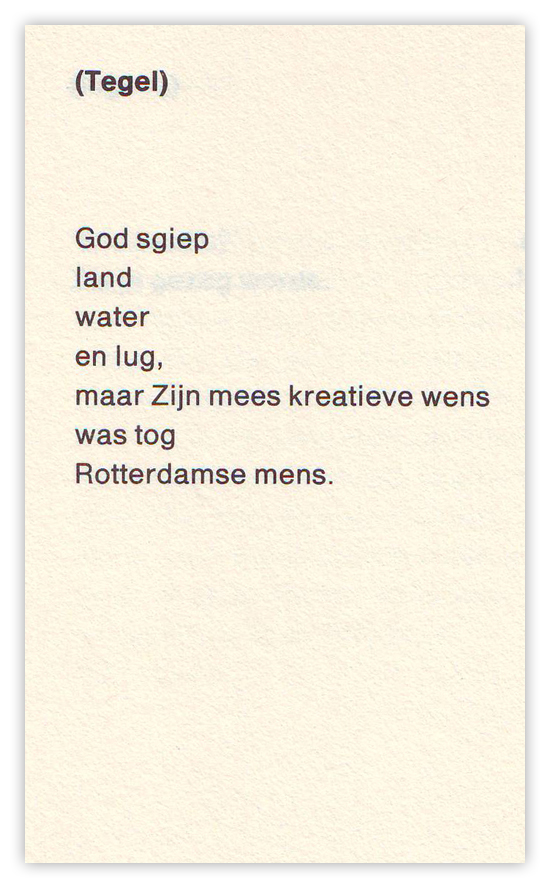 (Tegel)
God sgiep
land
water
en lug,
maar Zijn mees kreatieve wens
was tog
Rotterdamse mens.